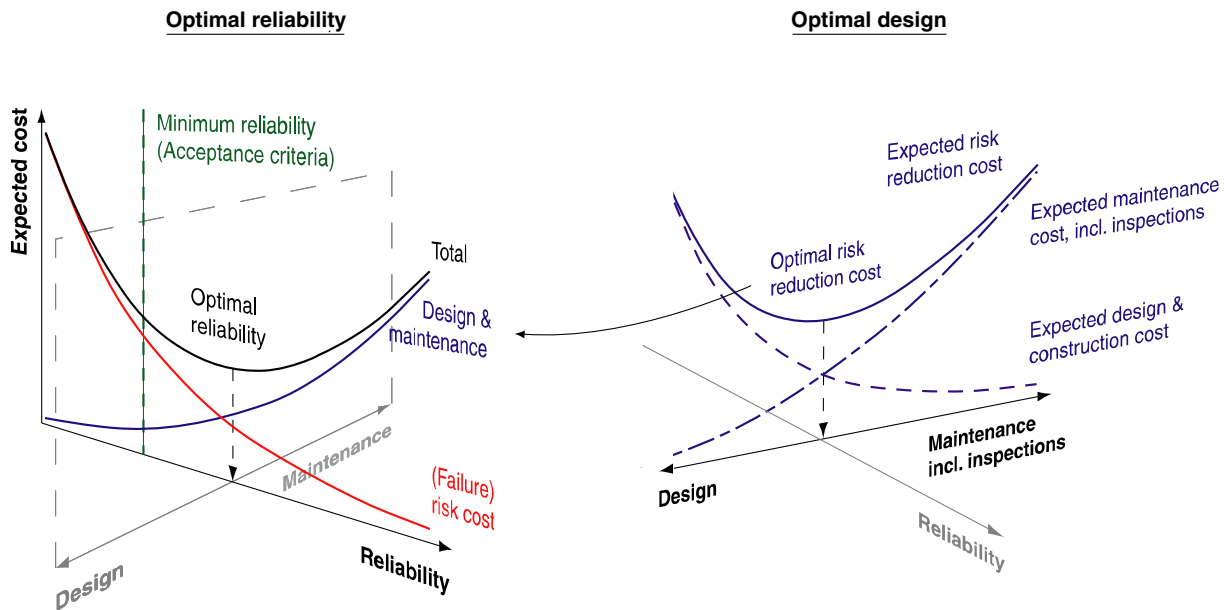 Optimal reliability
Optimal design
Expected cost
Minimum reliability
(Acceptance criteria)
Total
Optimal
reliability
Design &
maintenance
Maintenance
(Failure)
risk cost
Reliability
Design
Expected risk
reduction cost
Expected maintenance
cost, incl. inspections
Optimal risk
reduction cost
Expected design &
construction cost
Maintenance
incl. inspections
Design
Reliability